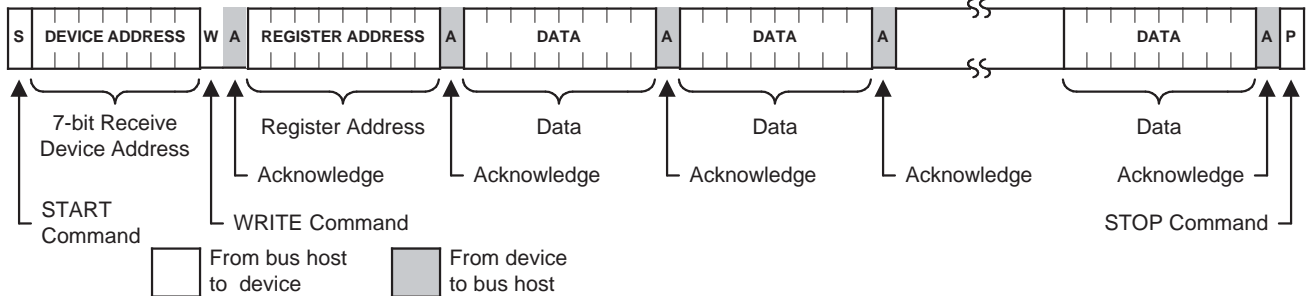 S DEVICE ADDRESS W A REGISTER ADDRESS A DATA A DATA A DATA A P
7-bit Receive
Device Address
Register Address
Data
Data
Data
Acknowledge
Acknowledge
Acknowledge
Acknowledge
Acknowledge
START
Command
WRITE Command
STOP Command
From bus host
to device
From device
to bus host